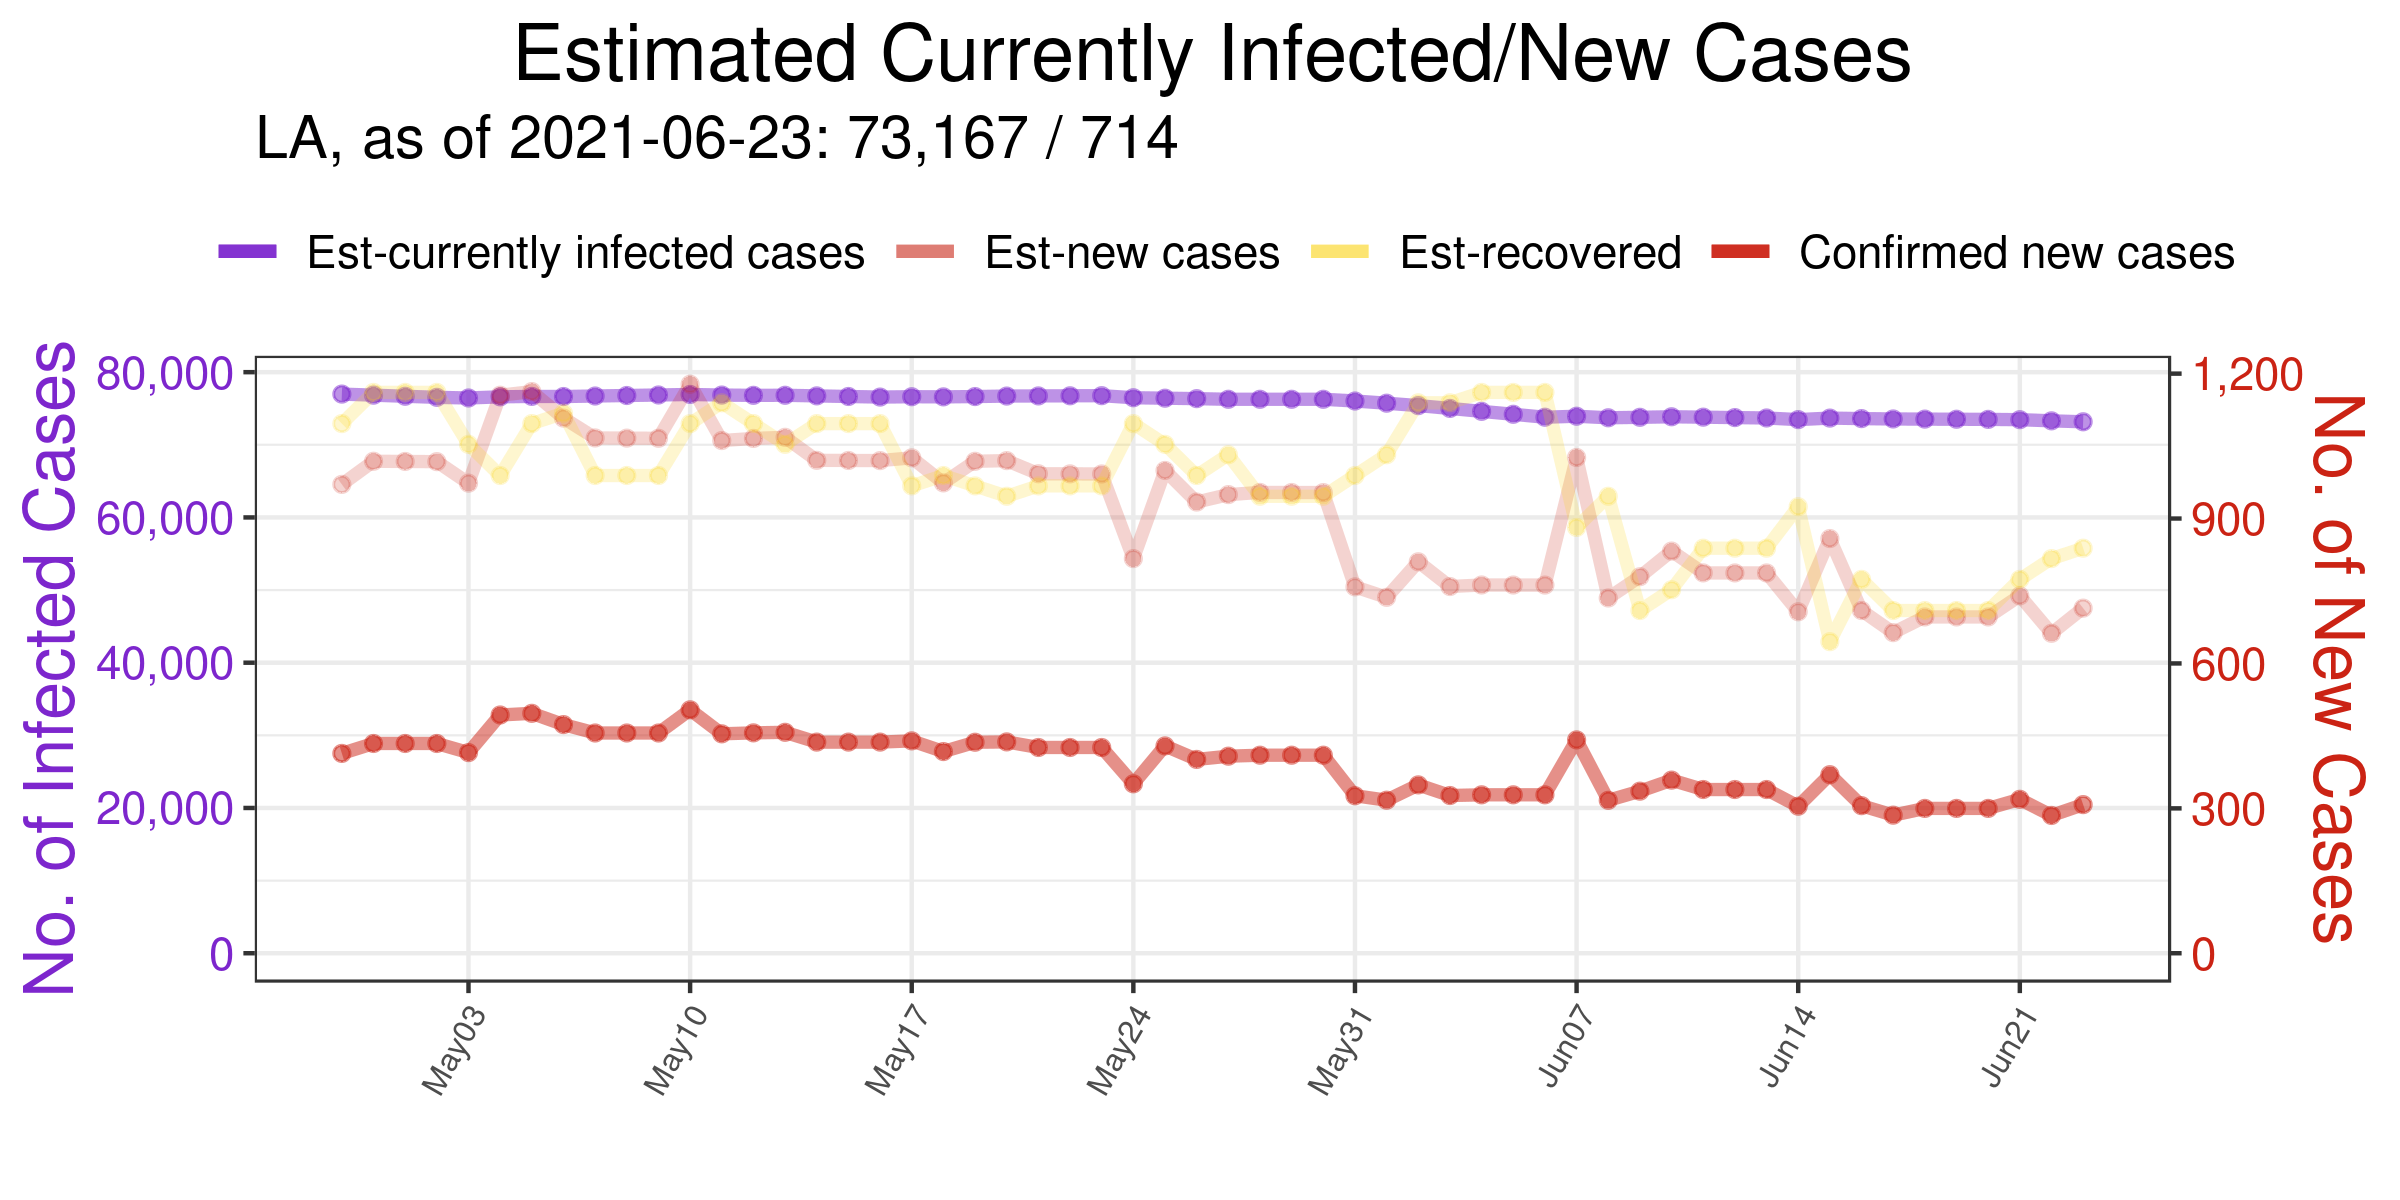 Estimated Currently Infected/New Cases
LA, as of 2021-06-23: 73,167 / 714
Est-currently infected cases
Est-new cases
Est-recovered
Confirmed new cases
No. of Infected Cases
80,000
60,000
40,000
20,000
0
1,200
900
600
300
0
No. of New Cases
May03
May10
May17
May24
May31
Jun07
Jun14
Jun21